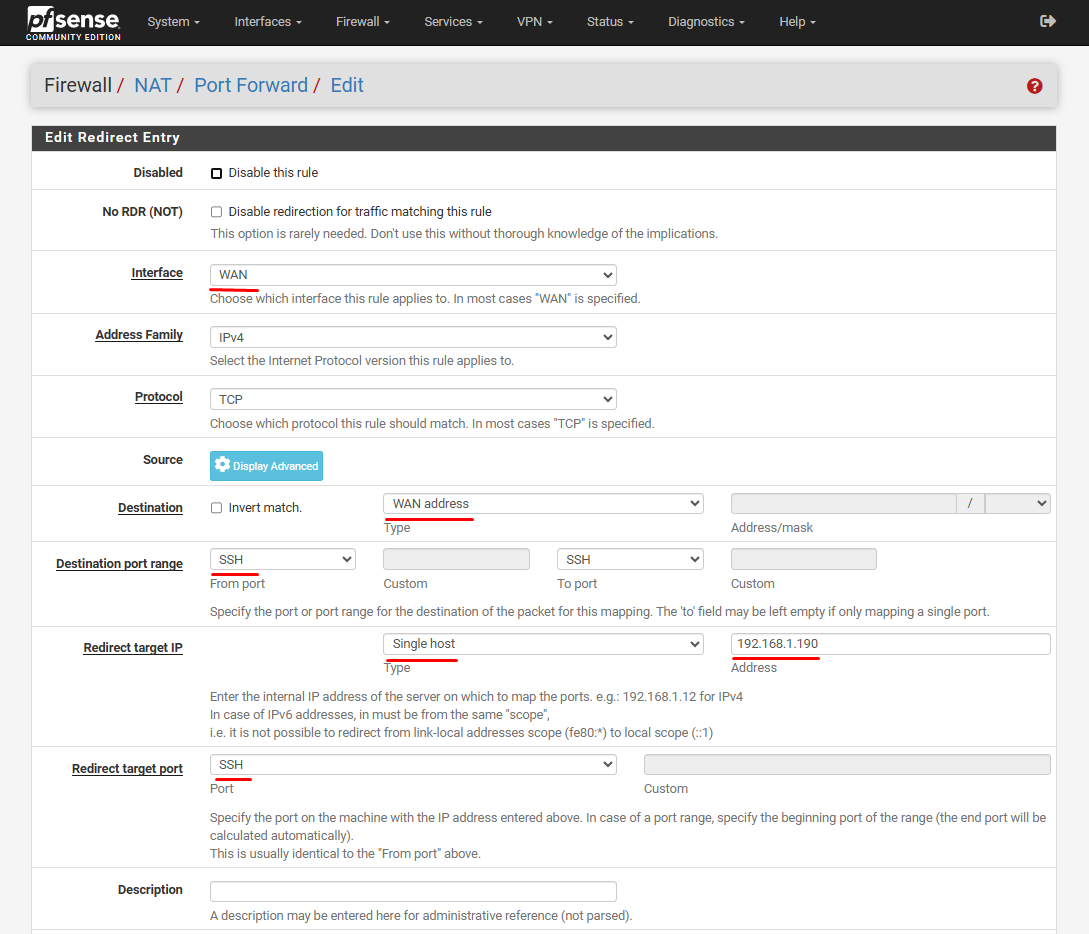 pfsense
COMMUNITY EDITION
System Interfaces Firewall Services VPN Status Diagnostics Help
Firewall / NAT / Port Forward / Edit
?
Edit Redirect Entry
Disabled Disable this rule
No RDR (NOT) Disable redirection for traffic matching this rule
This option is rarely needed. Don't use this without thorough knowledge of the implications.
Interface WAN
Choose which interface this rule applies to. In most cases "WAN" is specified.
Address Family IPv4
Select the Internet Protocol version this rule applies to.
Protocol TCP
Choose which protocol this rule should match. In most cases "TCP" is specified.
Source Display Advanced
Destination Invert match. WAN address /
Type Address/mask
Destination port range SSH SSH
From port Custom To port Custom
Specify the port or port range for the destination of the packet for this mapping. The 'to' field may be left empty if only mapping a single port.
Redirect target IP Single host 192.168.1.190
Type Address
Enter the internal IP address of the server on which to map the ports. e.g.: 192.168.1.12 for IPv4
In case of IPv6 addresses, in must be from the same "scope",
i.e. it is not possible to redirect from link-local addresses scope (fe80:*) to local scope (::1)
Redirect target port SSH
Port Custom
Specify the port on the machine with the IP address entered above. In case of a port range, specify the beginning port of the range (the end port will be
calculated automatically).
This is usually identical to the "From port" above.
Description
A description may be entered here for administrative reference (not parsed).